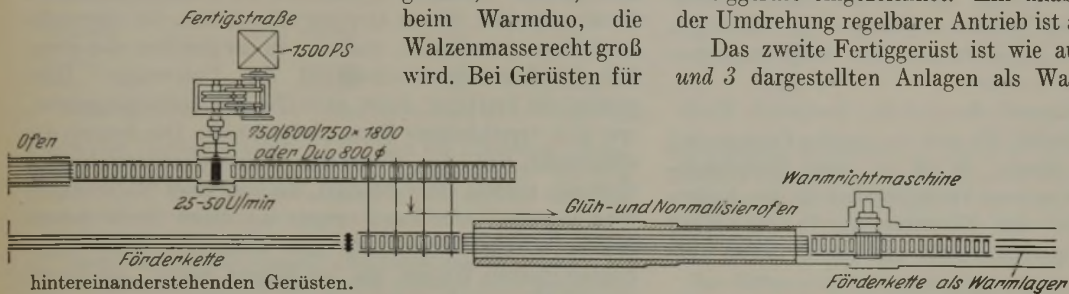 Fertigstraße
1500 PS
beim Warmduo, die
Walzenmasse recht groß
wird. Bei Gerüsten für
der Umdrehung regelbarer Antrieb ist
Das zweite Fertiggerüst ist wie
und 3 dargestellten Anlagen als
Ofen
750/600/750 × 1800
oder Duo 800 φ
25-50 U/min
Warmrichtmaschine
Glüh- und Normalisierofen
Förderkette
hintereinanderstehenden Gerüsten.
Förderkette als Warmlager